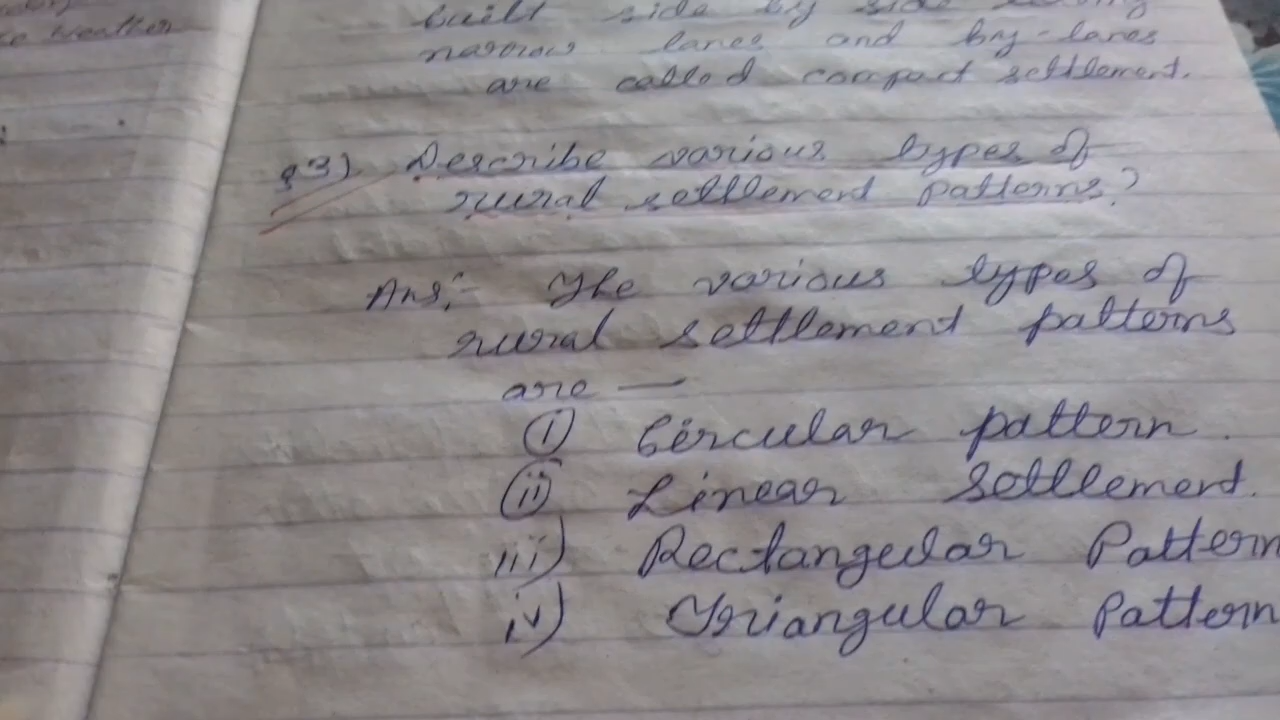 weather
built side by side
narrow lanes and by-lanes
are called compact settlement.
Q3) Describe various types of
rural settlement patterns?
Ans:- The various types of
rural settlement patterns
are —
(i) Circular pattern.
(ii) Linear Settlement.
iii) Rectangular Pattern
iv) Triangular Pattern